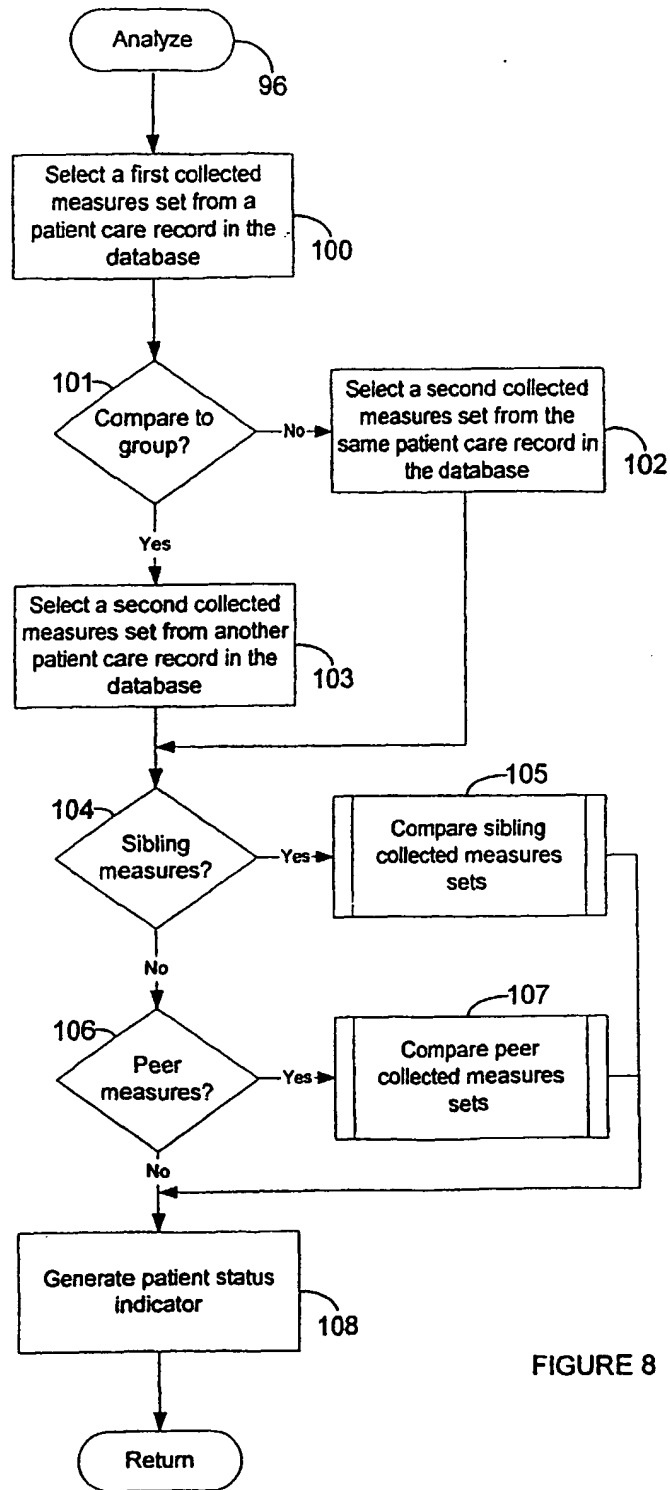 Analyze
96
Select a first collected
measures set from a
patient care record in the
database
100
101
Compare to
group?
No
Select a second collected
measures set from the
same patient care record in
the database
102
Yes
Select a second collected
measures set from another
patient care record in the
database
103
104
Sibling
measures?
Yes
105
Compare sibling
collected measures
sets
No
106
Peer
measures?
Yes
107
Compare peer
collected measures
sets
No
Generate patient status
indicator
108
FIGURE 8
Return